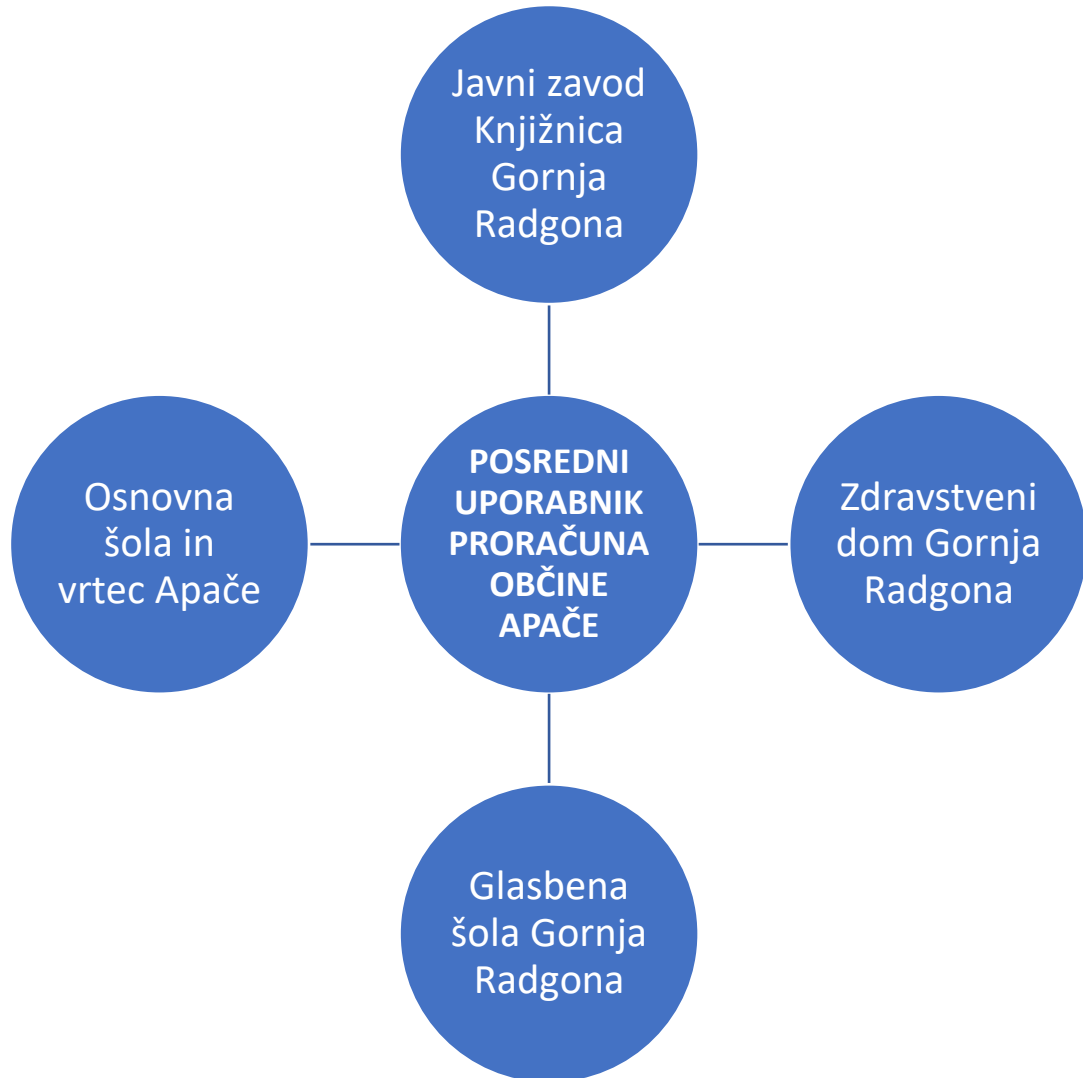 Javni zavod
Knjižnica
Gornja
Radgona
Osnovna
šola in
vrtec Apače
POSREDNI
UPORABNIK
PRORAČUNA
OBČINE
APAČE
Zdravstveni
dom Gornja
Radgona
Glasbena
šola Gornja
Radgona